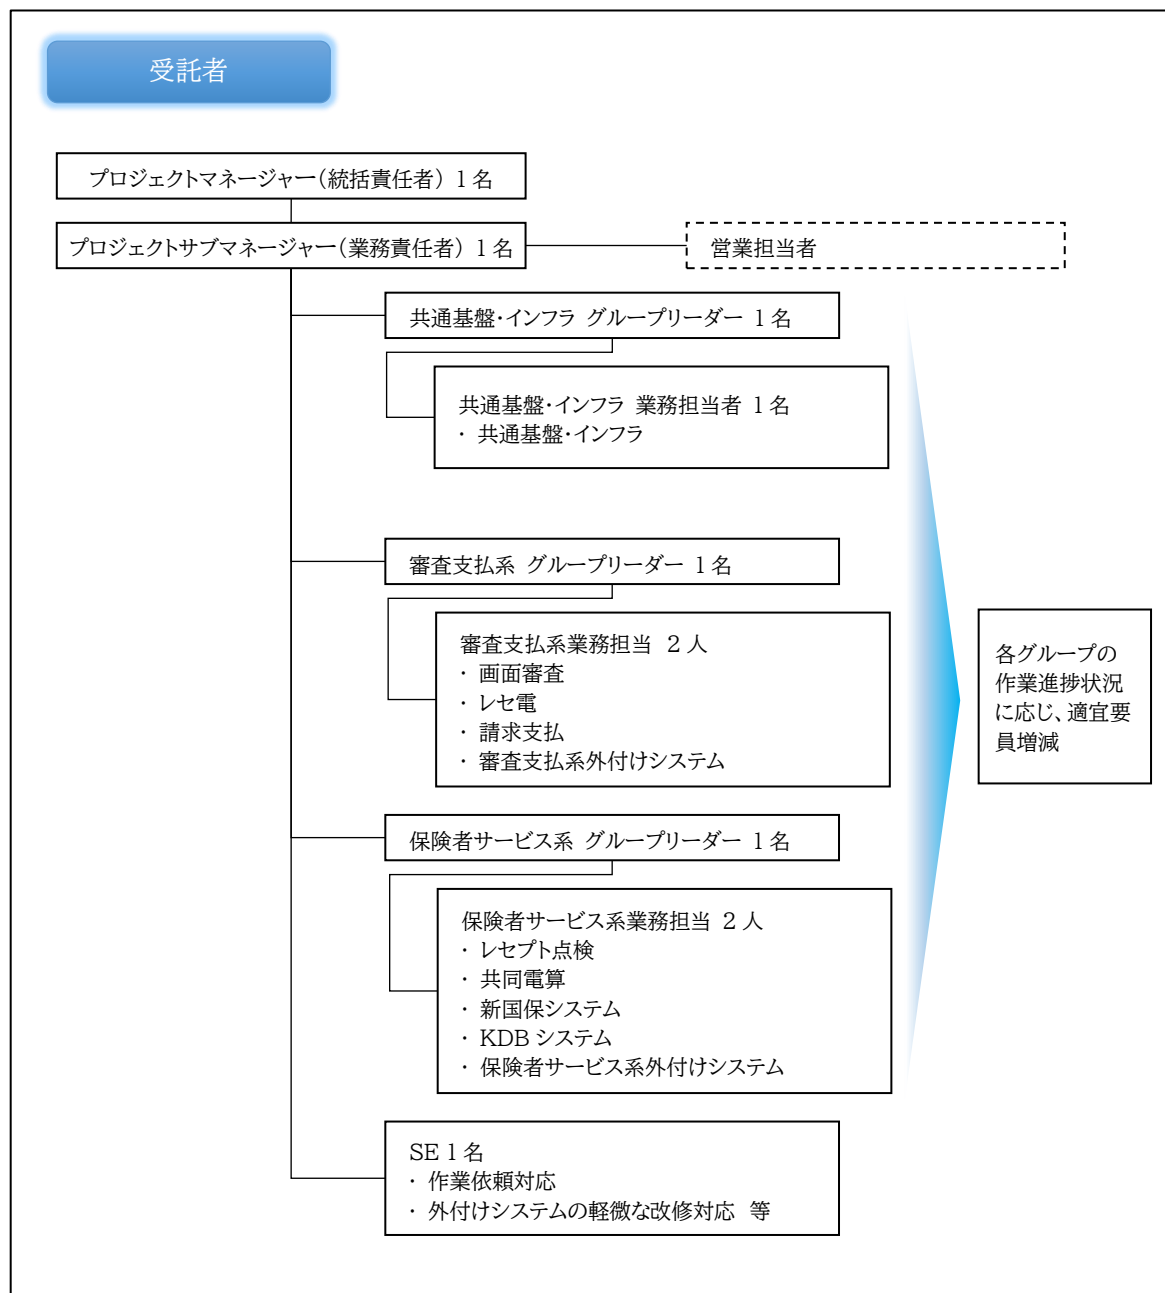 受託者
プロジェクトマネージャー（統括責任者） 1名
プロジェクトサブマネージャー（業務責任者） 1名
営業担当者
共通基盤・インフラ グループリーダー 1名
共通基盤・インフラ 業務担当者 1名
・ 共通基盤・インフラ
審査支払系 グループリーダー 1名
審査支払系業務担当 2人
・ 画面審査
・ レセ電
・ 請求支払
・ 審査支払系外付けシステム
各グループの
作業進捗状況
に応じ、適宜要
員増減
保険者サービス系 グループリーダー 1名
保険者サービス系業務担当 2人
・ レセプト点検
・ 共同電算
・ 新国保システム
・ KDBシステム
・ 保険者サービス系外付けシステム
SE 1名
・ 作業依頼対応
・ 外付けシステムの軽微な改修対応 等